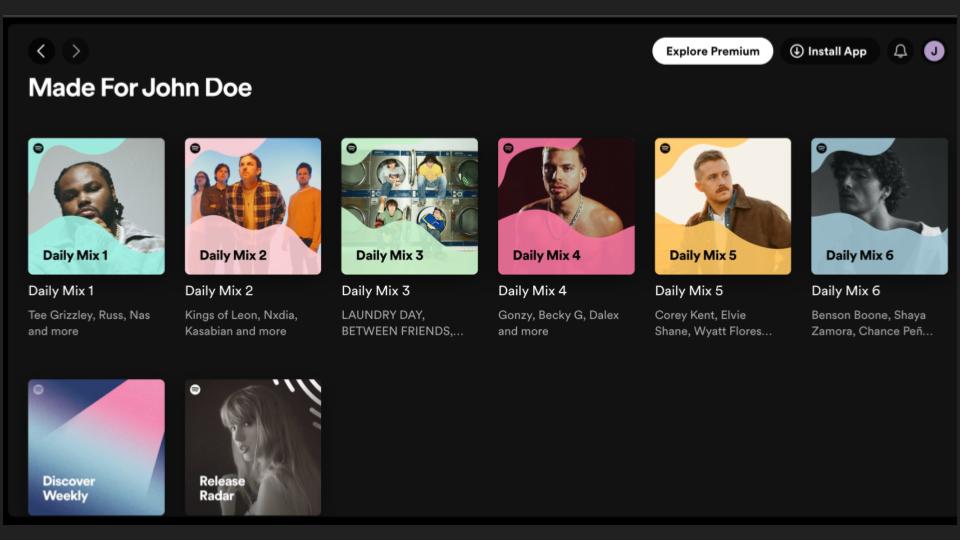 Explore Premium
Install App
J
Made For John Doe
Daily Mix 1
Daily Mix 2
Daily Mix 3
Daily Mix 4
Daily Mix 5
Daily Mix 6
Daily Mix 1
Tee Grizzley, Russ, Nas
and more
Daily Mix 2
Kings of Leon, Nxdia,
Kasabian and more
Daily Mix 3
LAUNDRY DAY,
BETWEEN FRIENDS,...
Daily Mix 4
Gonzy, Becky G, Dalex
and more
Daily Mix 5
Corey Kent, Elvie
Shane, Wyatt Flores...
Daily Mix 6
Benson Boone, Shaya
Zamora, Chance Peñ...
Discover
Weekly
Release
Radar